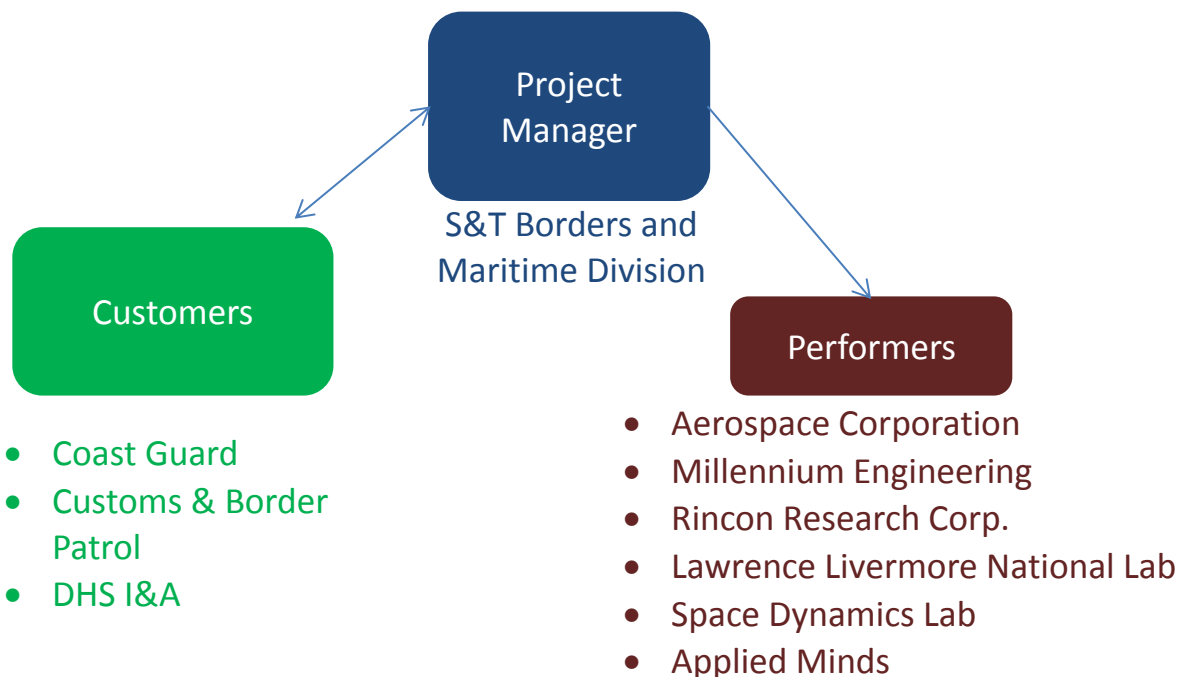 Project
Manager
S&T Borders and
Maritime Division
Customers
• Coast Guard
• Customs & Border
Patrol
• DHS I&A
Performers
• Aerospace Corporation
• Millennium Engineering
• Rincon Research Corp.
• Lawrence Livermore National Lab
• Space Dynamics Lab
• Applied Minds